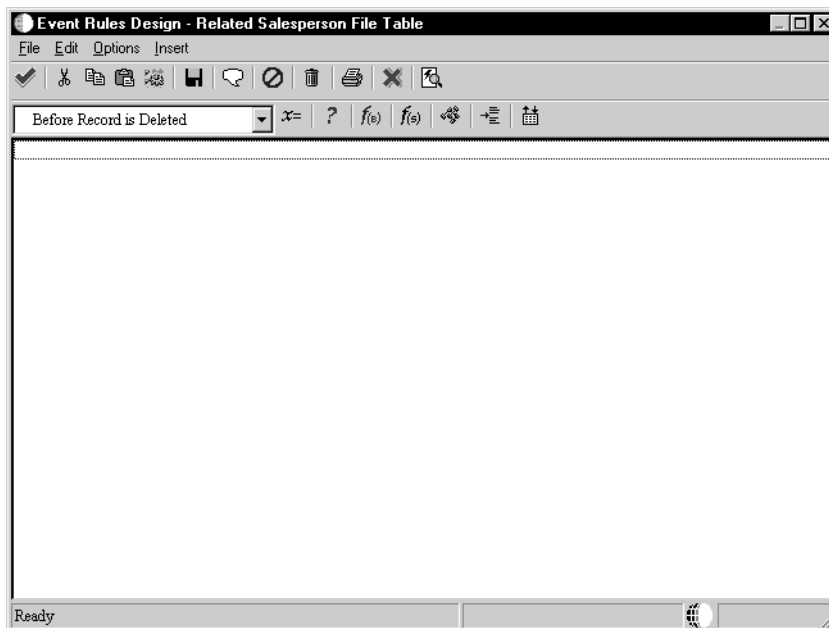 Event Rules Design - Related Salesperson File Table
File Edit Options Insert
Before Record is Deleted x= ? f(B) f(S)
Ready